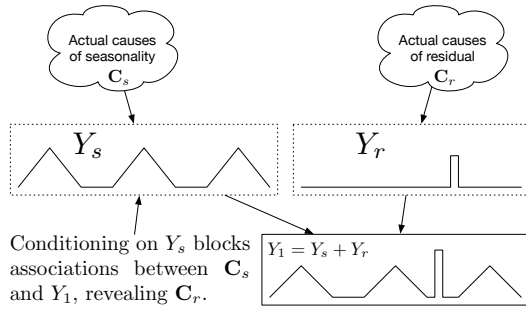 Actual causes
of seasonality
C_s
Actual causes
of residual
C_r
Y_s
Y_r
Conditioning on Y_s blocks
associations between C_s
and Y_1, revealing C_r.
Y_1 = Y_s + Y_r